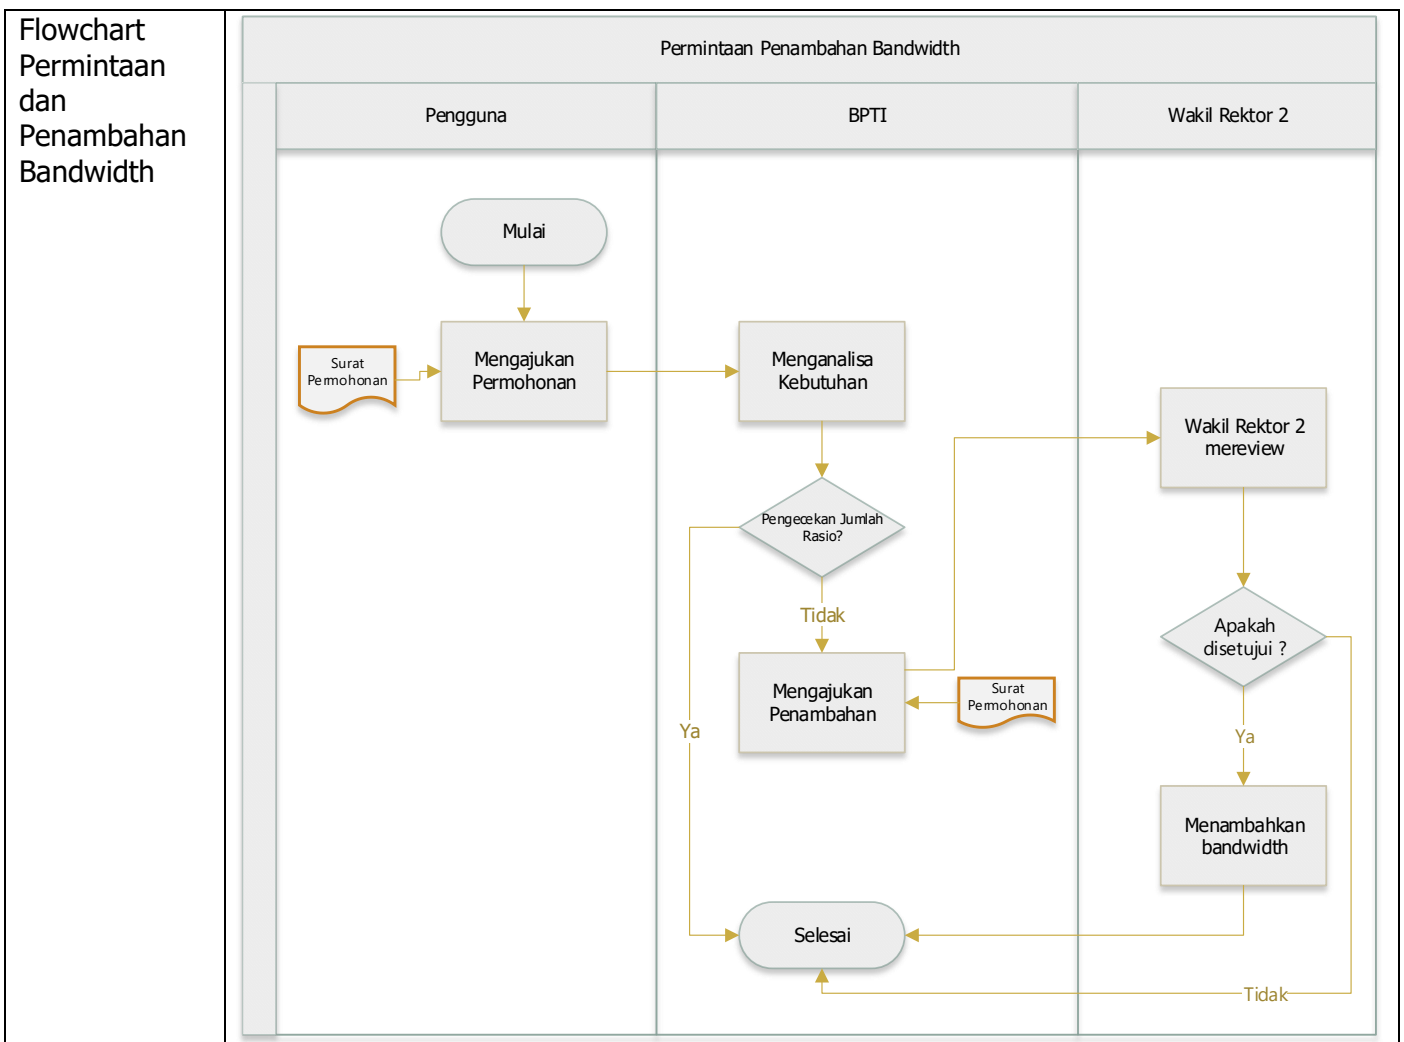 Flowchart
Permintaan
dan
Penambahan
Bandwidth
Permintaan Penambahan Bandwidth
Pengguna
BPTI
Wakil Rektor 2
Mulai
Surat
Permohonan
Mengajukan
Permohonan
Menganalisa
Kebutuhan
Wakil Rektor 2
mereview
Pengecekan Jumlah
Rasio?
Tidak
Apakah
disetujui ?
Mengajukan
Penambahan
Surat
Permohonan
Ya
Ya
Menambahkan
bandwidth
Selesai
Tidak